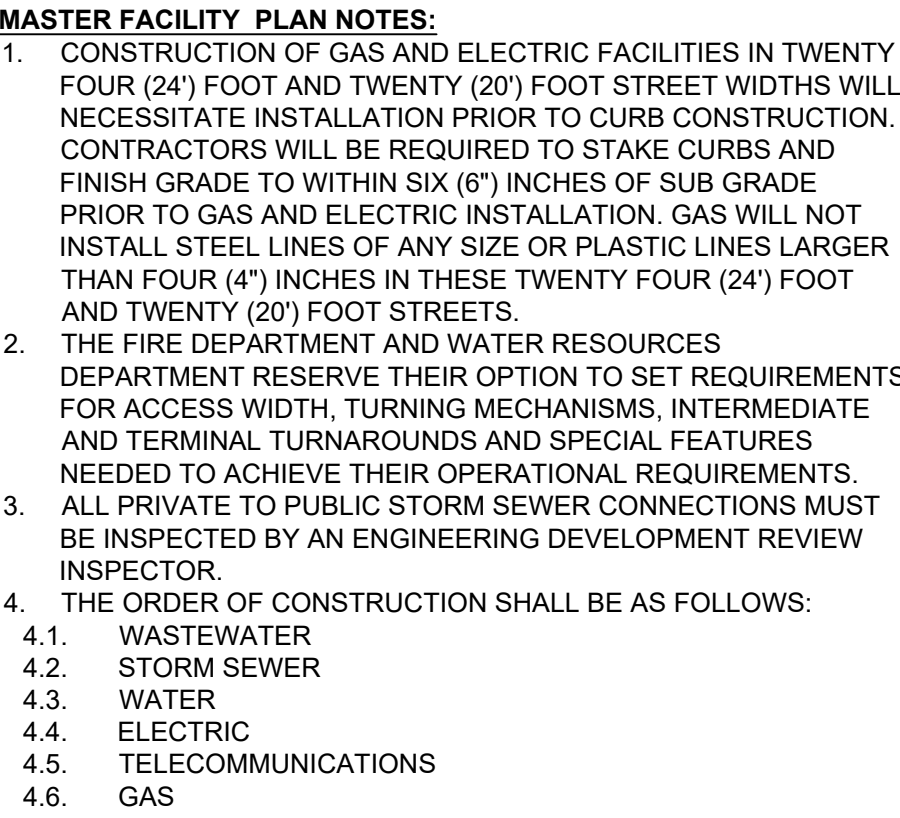 MASTER FACILITY PLAN NOTES:
1. CONSTRUCTION OF GAS AND ELECTRIC FACILITIES IN TWENTY
FOUR (24') FOOT AND TWENTY (20') FOOT STREET WIDTHS WILL
NECESSITATE INSTALLATION PRIOR TO CURB CONSTRUCTION.
CONTRACTORS WILL BE REQUIRED TO STAKE CURBS AND
FINISH GRADE TO WITHIN SIX (6") INCHES OF SUB GRADE
PRIOR TO GAS AND ELECTRIC INSTALLATION. GAS WILL NOT
INSTALL STEEL LINES OF ANY SIZE OR PLASTIC LINES LARGER
THAN FOUR (4") INCHES IN THESE TWENTY FOUR (24') FOOT
AND TWENTY (20') FOOT STREETS.
2. THE FIRE DEPARTMENT AND WATER RESOURCES
DEPARTMENT RESERVE THEIR OPTION TO SET REQUIREMENTS
FOR ACCESS WIDTH, TURNING MECHANISMS, INTERMEDIATE
AND TERMINAL TURNAROUNDS AND SPECIAL FEATURES
NEEDED TO ACHIEVE THEIR OPERATIONAL REQUIREMENTS.
3. ALL PRIVATE TO PUBLIC STORM SEWER CONNECTIONS MUST
BE INSPECTED BY AN ENGINEERING DEVELOPMENT REVIEW
INSPECTOR.
4. THE ORDER OF CONSTRUCTION SHALL BE AS FOLLOWS:
4.1. WASTEWATER
4.2. STORM SEWER
4.3. WATER
4.4. ELECTRIC
4.5. TELECOMMUNICATIONS
4.6. GAS